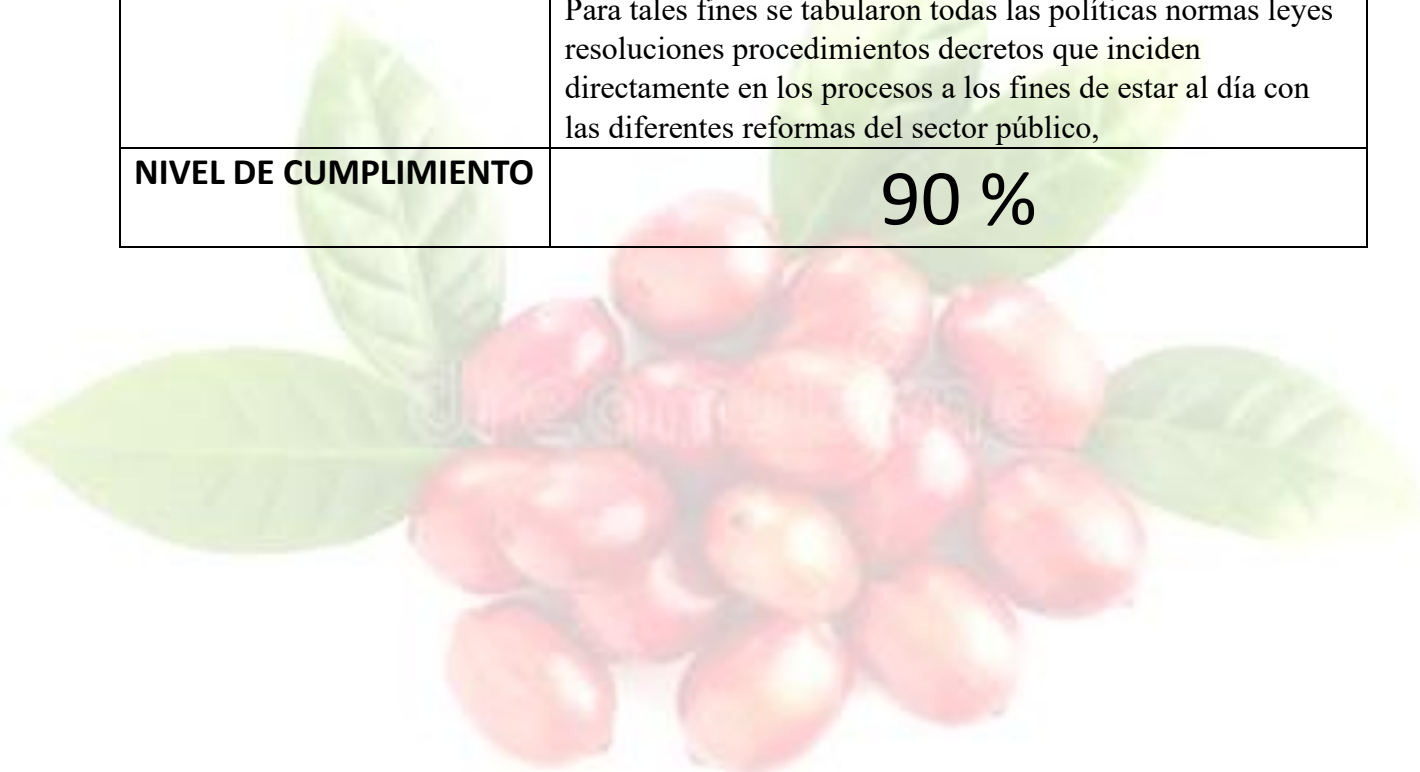 Para tales fines se tabularon todas las políticas normas leyes
resoluciones procedimientos decretos que inciden
directamente en los procesos a los fines de estar al día con
las diferentes reformas del sector público,
NIVEL DE CUMPLIMIENTO
90 %
dreamstime